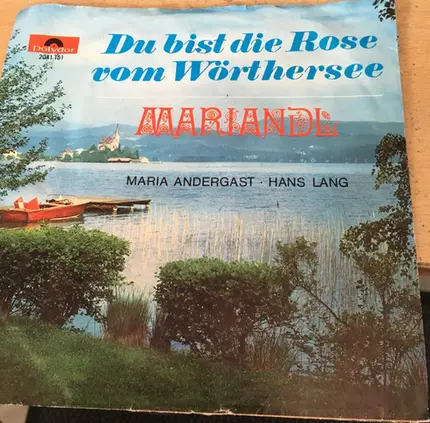 Polydor
2041 151
Du bist die Rose
vom Wörthersee
MARIANDL
MARIA ANDERGAST · HANS LANG